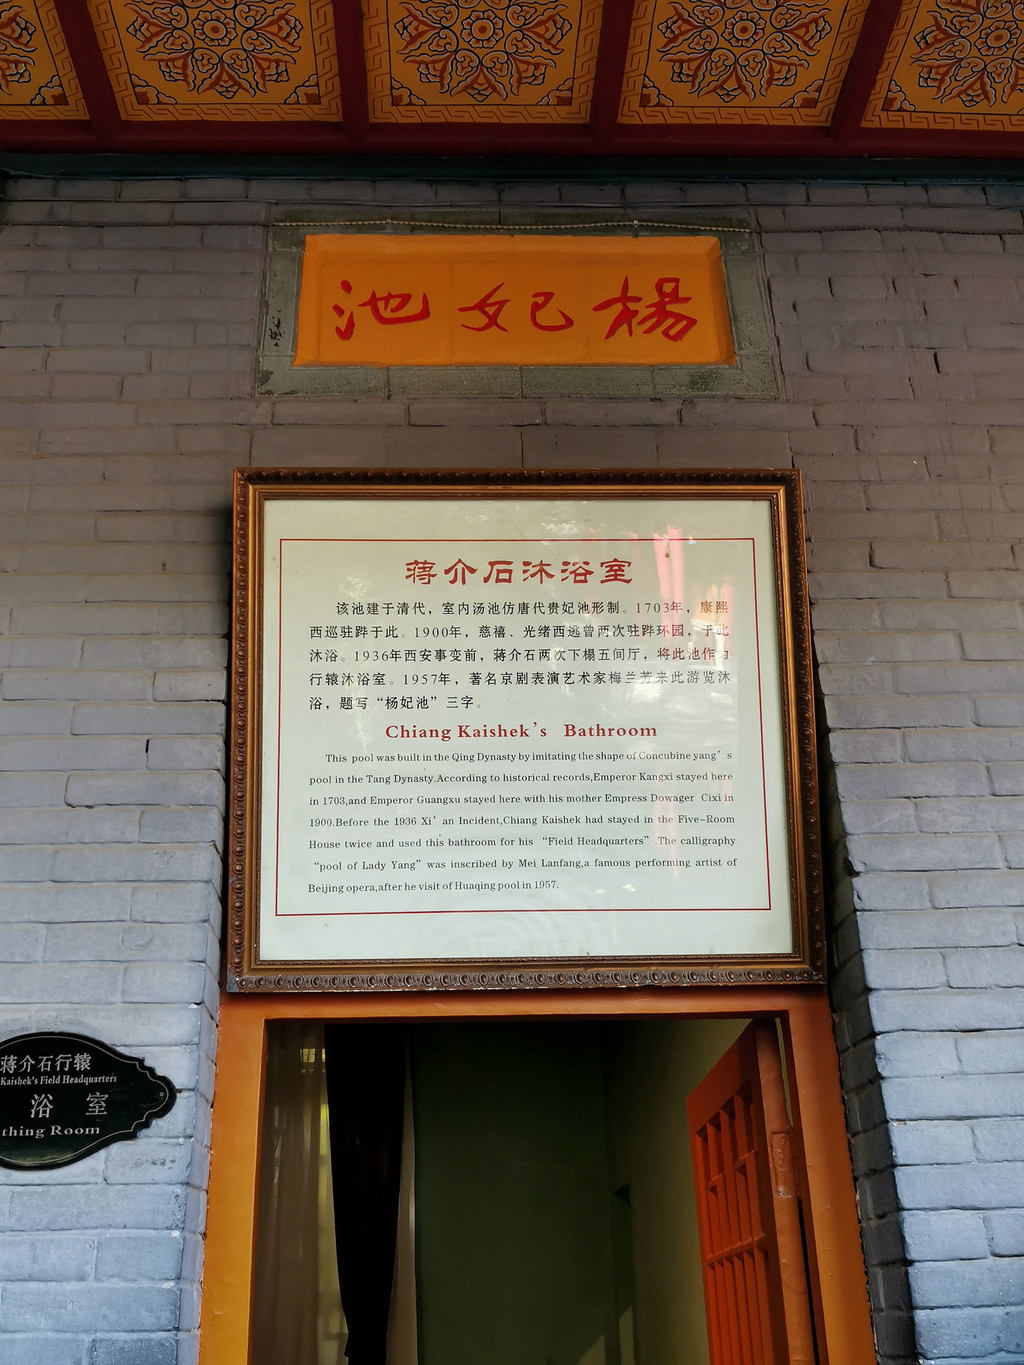 楊妃池
蒋介石沐浴室
该池建于清代，室内汤池仿唐代贵妃池形制。1703年，康熙
西巡驻跸于此。1900年，慈禧、光绪西逃曾两次驻跸环园，于此
沐浴。1936年西安事变前，蒋介石两次下榻五间厅，将此池作为
行辕沐浴室。1957年，著名京剧表演艺术家梅兰芳来此游览沐
浴，题写“杨妃池”三字。
Chiang Kaishek's Bathroom
This pool was built in the Qing Dynasty by imitating the shape of Concubine yang's
pool in the Tang Dynasty.According to historical records,Emperor Kangxi stayed here
in 1703,and Emperor Guangxu stayed here with his mother Empress Dowager Cixi in
1900.Before the 1936 Xi'an Incident,Chiang Kaishek had stayed in the Five-Room
House twice and used this bathroom for his “Field Headquarters”.The calligraphy
“pool of Lady Yang”was inscribed by Mei Lanfang,a famous performing artist of
Beijing opera,after he visit of Huaqing pool in 1957.
蒋介石行辕
Kaishek's Field Headquarters
浴室
thing Room